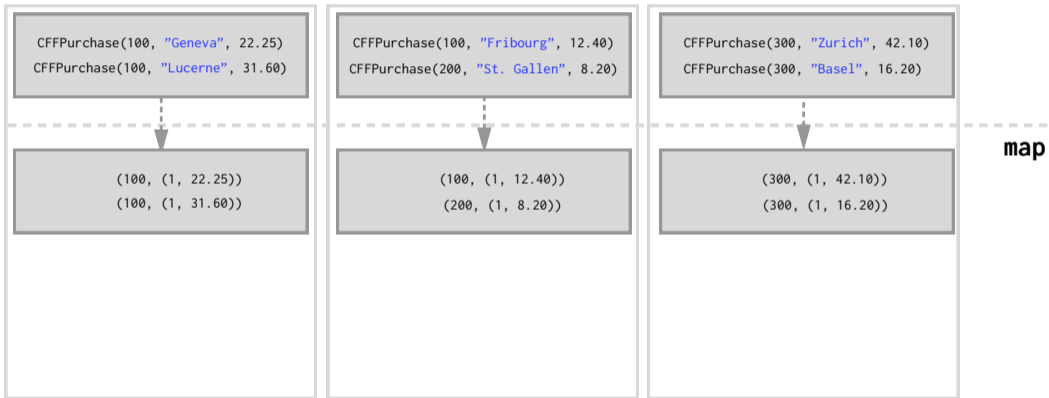 CFFPurchase(100, ”Geneva”, 22.25)
CFFPurchase(100, ”Lucerne”, 31.60)
CFFPurchase(100, ”Fribourg”, 12.40)
CFFPurchase(200, ”St. Gallen”, 8.20)
CFFPurchase(300, ”Zurich”, 42.10)
CFFPurchase(300, ”Basel”, 16.20)
map
(100, (1, 22.25))
(100, (1, 31.60))
(100, (1, 12.40))
(200, (1, 8.20))
(300, (1, 42.10))
(300, (1, 16.20))